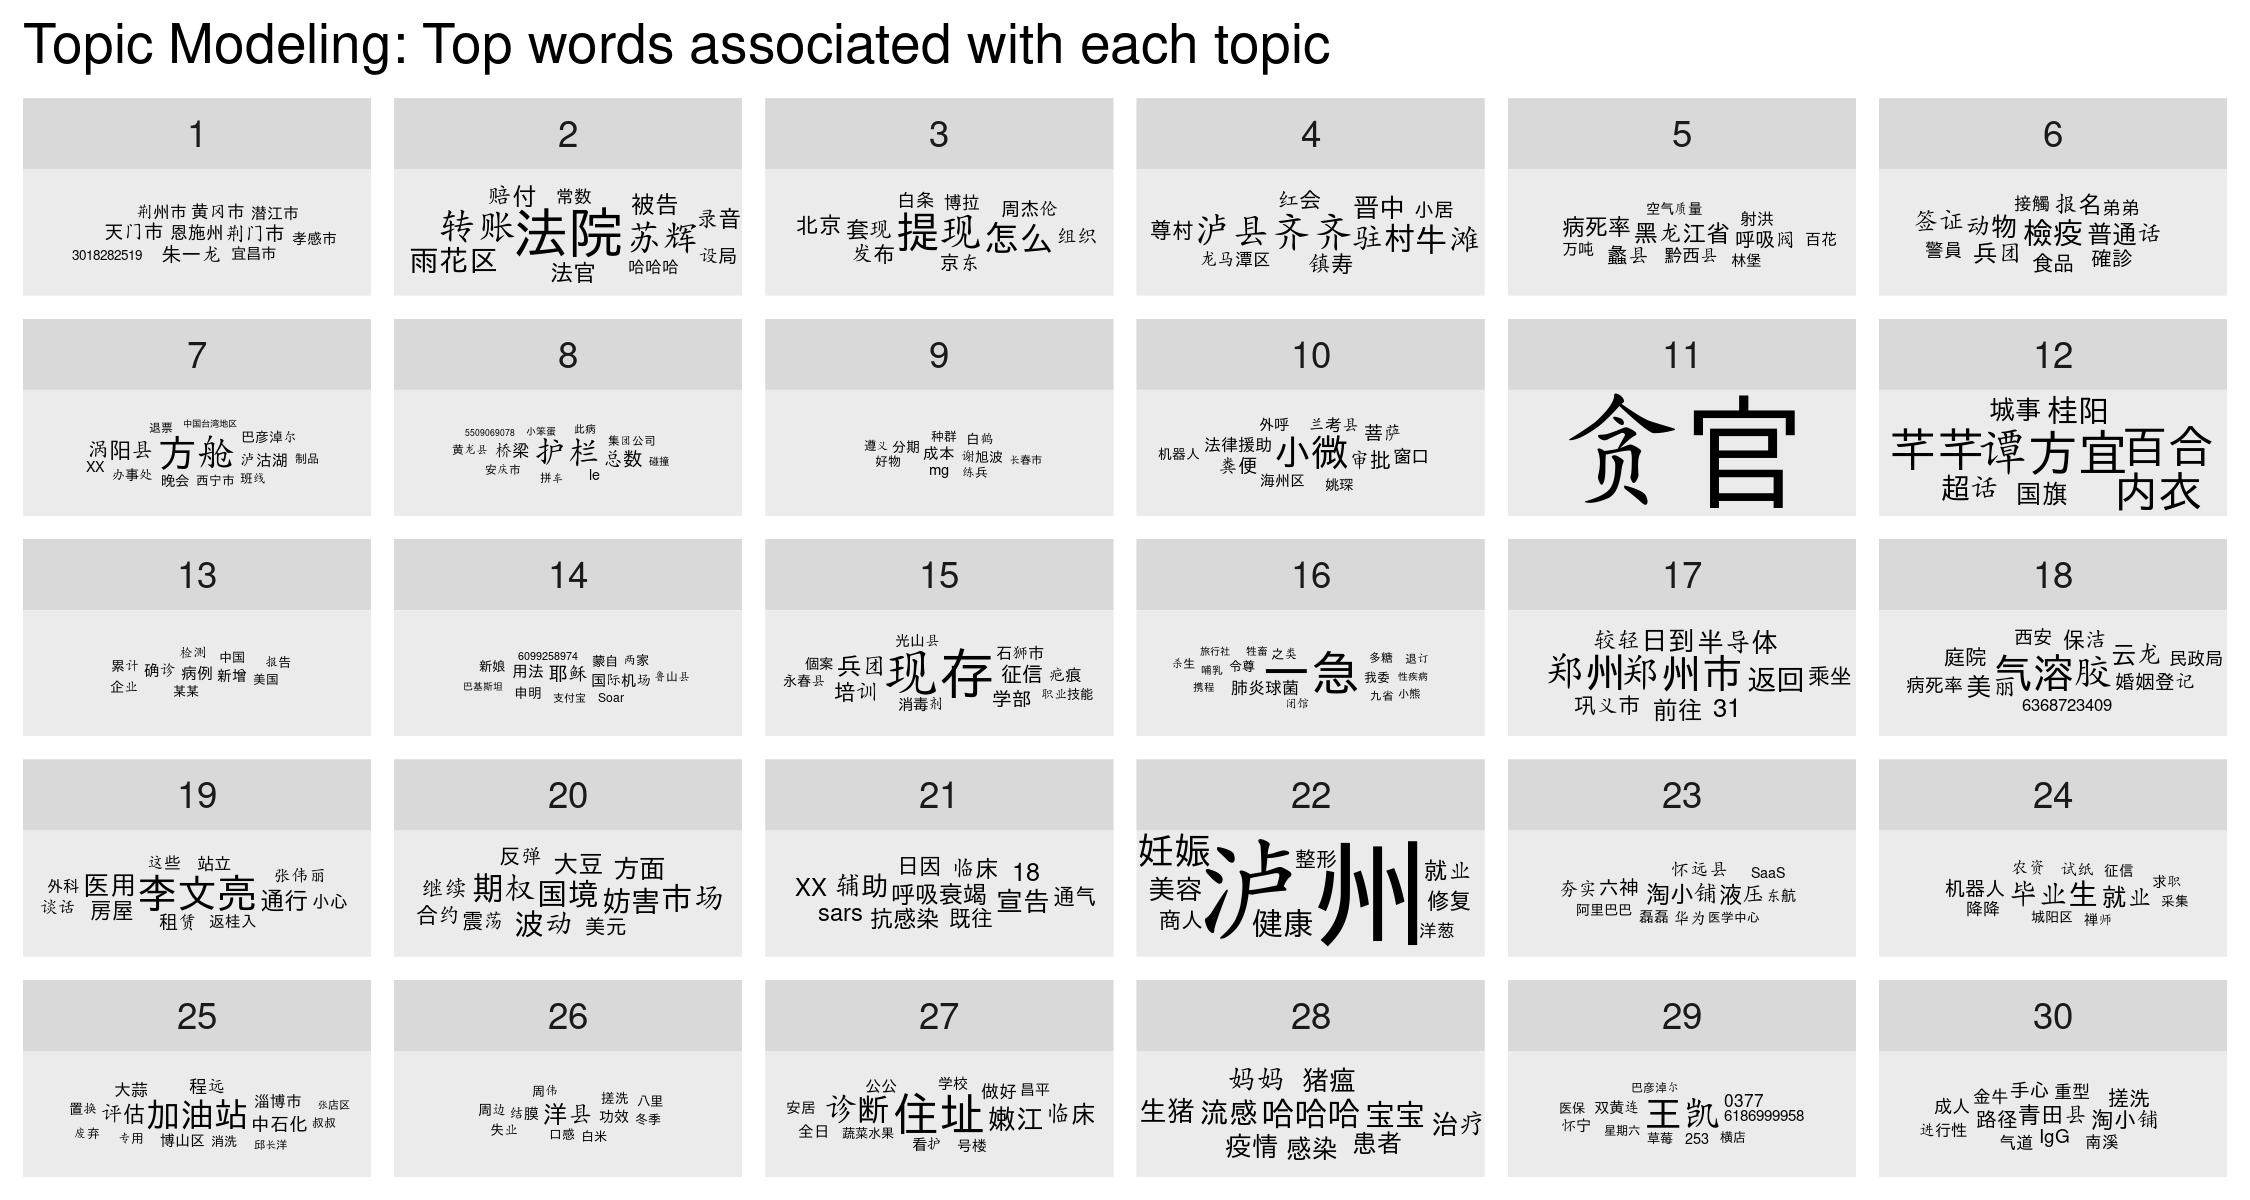 Topic Modeling: Top words associated with each topic
1 2 3 4 5 6
荆州市 黄冈市 潜江市
天门市 恩施州 荆门市 孝感市
3018282519 朱一龙 宜昌市
赔付 常数 被告
转账 法院 苏辉 录音
雨花区 法官 哈哈哈 设局
白条 博拉 周杰伦
北京 套现 提现 怎么 组织
发布 京东
红会 晋中 小居
尊村 泸县 齐齐 驻村 牛滩
龙马潭区 镇寿
空气质量 射洪
病死率 黑龙江省 呼吸阀 百花
万吨 蠡县 黔西县 林堡
接觸 报名 弟弟
签证 动物 檢疫 普通话
警員 兵团 食品 確診
7 8 9 10 11 12
退票 中国台湾地区 巴彦淖尔
涡阳县 方舱 泸沽湖 制品
XX 办事处 晚会 西宁市 班线
5509069078 小笨蛋 此病
黄龙县 桥梁 护栏 集团公司 总数 碰撞
安庆市 拼车 le
种群 白鹤
遵义 分期 成本 谢旭波 长春市
好物 mg 练兵
外呼 兰考县 菩萨
机器人 法律援助 小微 审批 窗口
粪便 海州区 姚琛
贪官
城事 桂阳
芊芊 谭方宜 百合
超话 国旗 内衣
13 14 15 16 17 18
检测 中国 报告
累计 确诊 病例 新增 美国
企业 某某
6099258974 蒙自 两家
新娘 用法 耶稣 国际机场 鲁山县
巴基斯坦 申明 支付宝 Soar
光山县 石狮市
個案 兵团 现存 征信 疤痕
永春县 培训 消毒剂 学部 职业技能
旅行社 牲畜 之类 多糖 退订
杀生 哺乳 令尊 一急 我委 性疾病
携程 肺炎球菌 闭馆 九省 小熊
较轻 日到 半导体
郑州 郑州市 返回 乘坐
巩义市 前往 31
西安 保洁
庭院 气溶胶 云龙 民政局
病死率 美丽 婚姻登记
6368723409
19 20 21 22 23 24
这些 站立 张伟丽
外科 医用 李文亮 通行 小心
谈话 房屋 租赁 返桂入
反弹 大豆 方面
继续 期权 国境 妨害 市场
合约 震荡 波动 美元
日因 临床 18
XX 辅助 呼吸衰竭 宣告 通气
sars 抗感染 既往
妊娠 整形 就业
美容 泸州 修复
商人 健康 洋葱
怀远县 SaaS
夯实 六神 淘小铺 液压 东航
阿里巴巴 磊磊 华为 医学中心
农资 试纸 征信 求职
机器人 毕业生 就业 采集
降降 城阳区 禅师
25 26 27 28 29 30
大蒜 程远 淄博市 张店区
置换 评估 加油站 中石化 叔叔
废弃 专用 博山区 消洗 邱长洋
周伟 搓洗 八里
周边 结膜 洋县 功效 冬季
失业 口感 白米
公公 学校 做好 昌平
安居 诊断 住址 嫩江 临床
全日 蔬菜水果 看护 号楼
妈妈 猪瘟
生猪 流感 哈哈哈 宝宝 治疗
疫情 感染 患者
巴彦淖尔 0377
医保 双黄连 王凯 6186999958
怀宁 星期六 草莓 253 横店
金牛 手心 重型 搓洗
成人 路径 青田县 淘小铺
进行性 气道 IgG 南溪